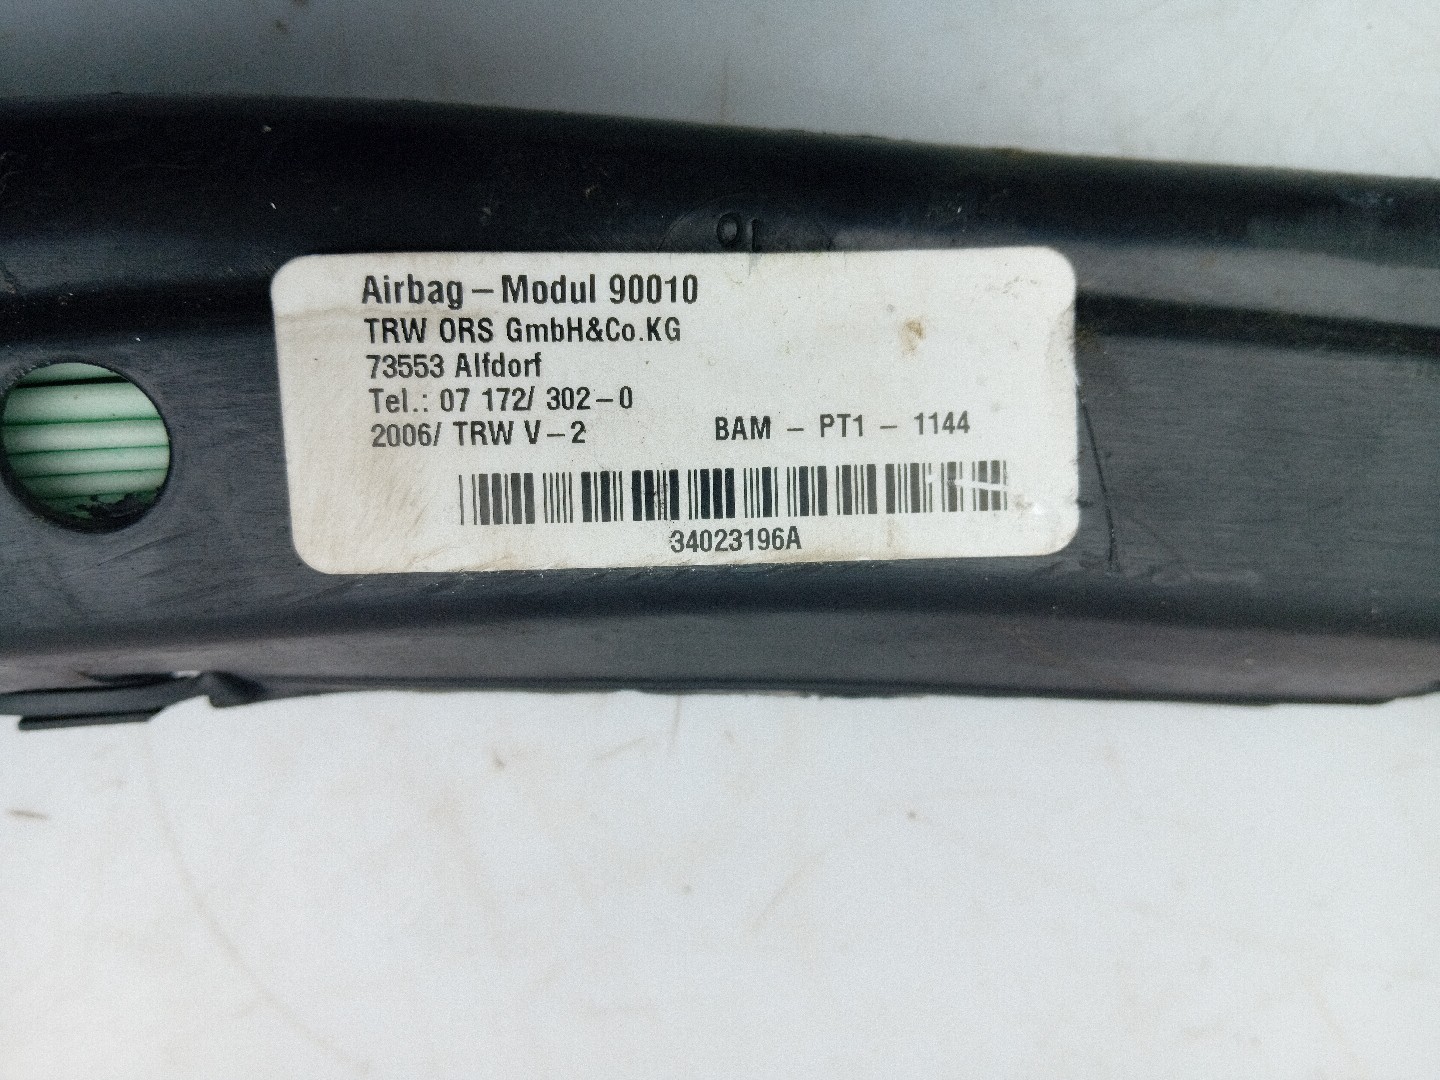 Airbag – Modul 90010
TRW ORS GmbH&Co.KG
73553 Alfdorf
Tel.: 07 172/ 302–0
2006/ TRW V–2 BAM – PT1 – 1144
34023196A